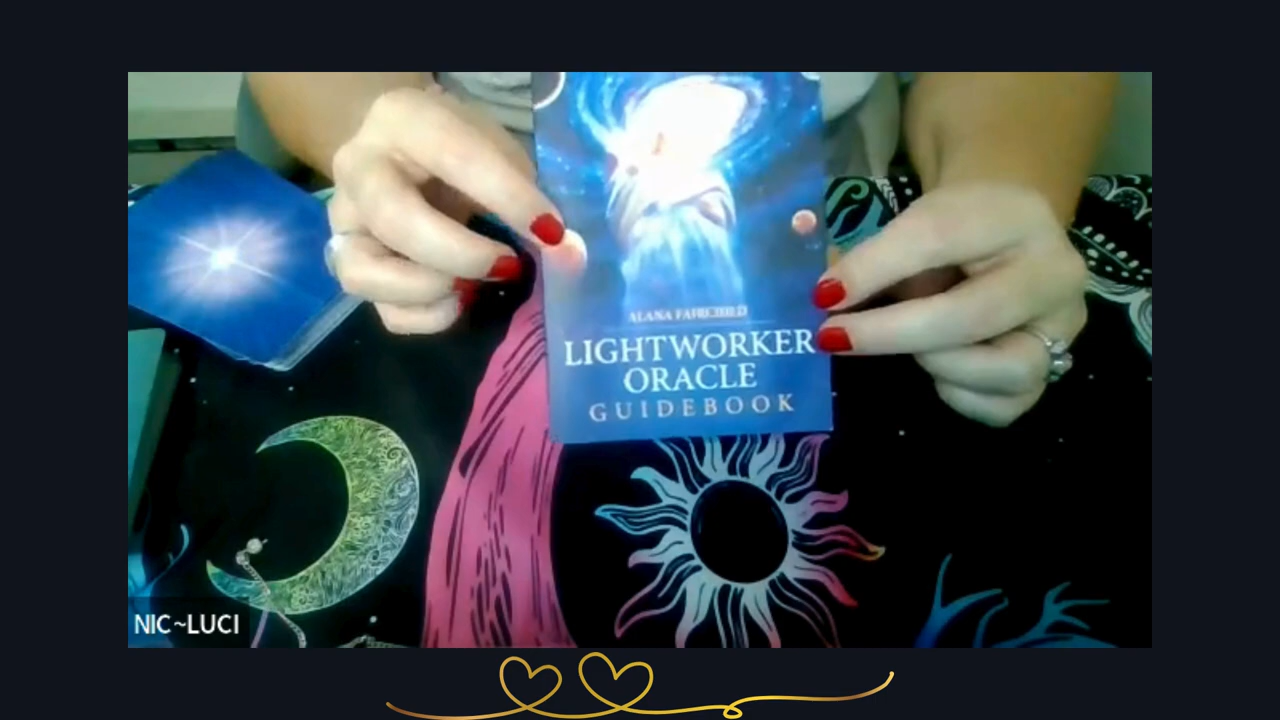 ALANA FAIRCHILD
LIGHTWORKER
ORACLE
GUIDEBOOK
NIC~LUCI